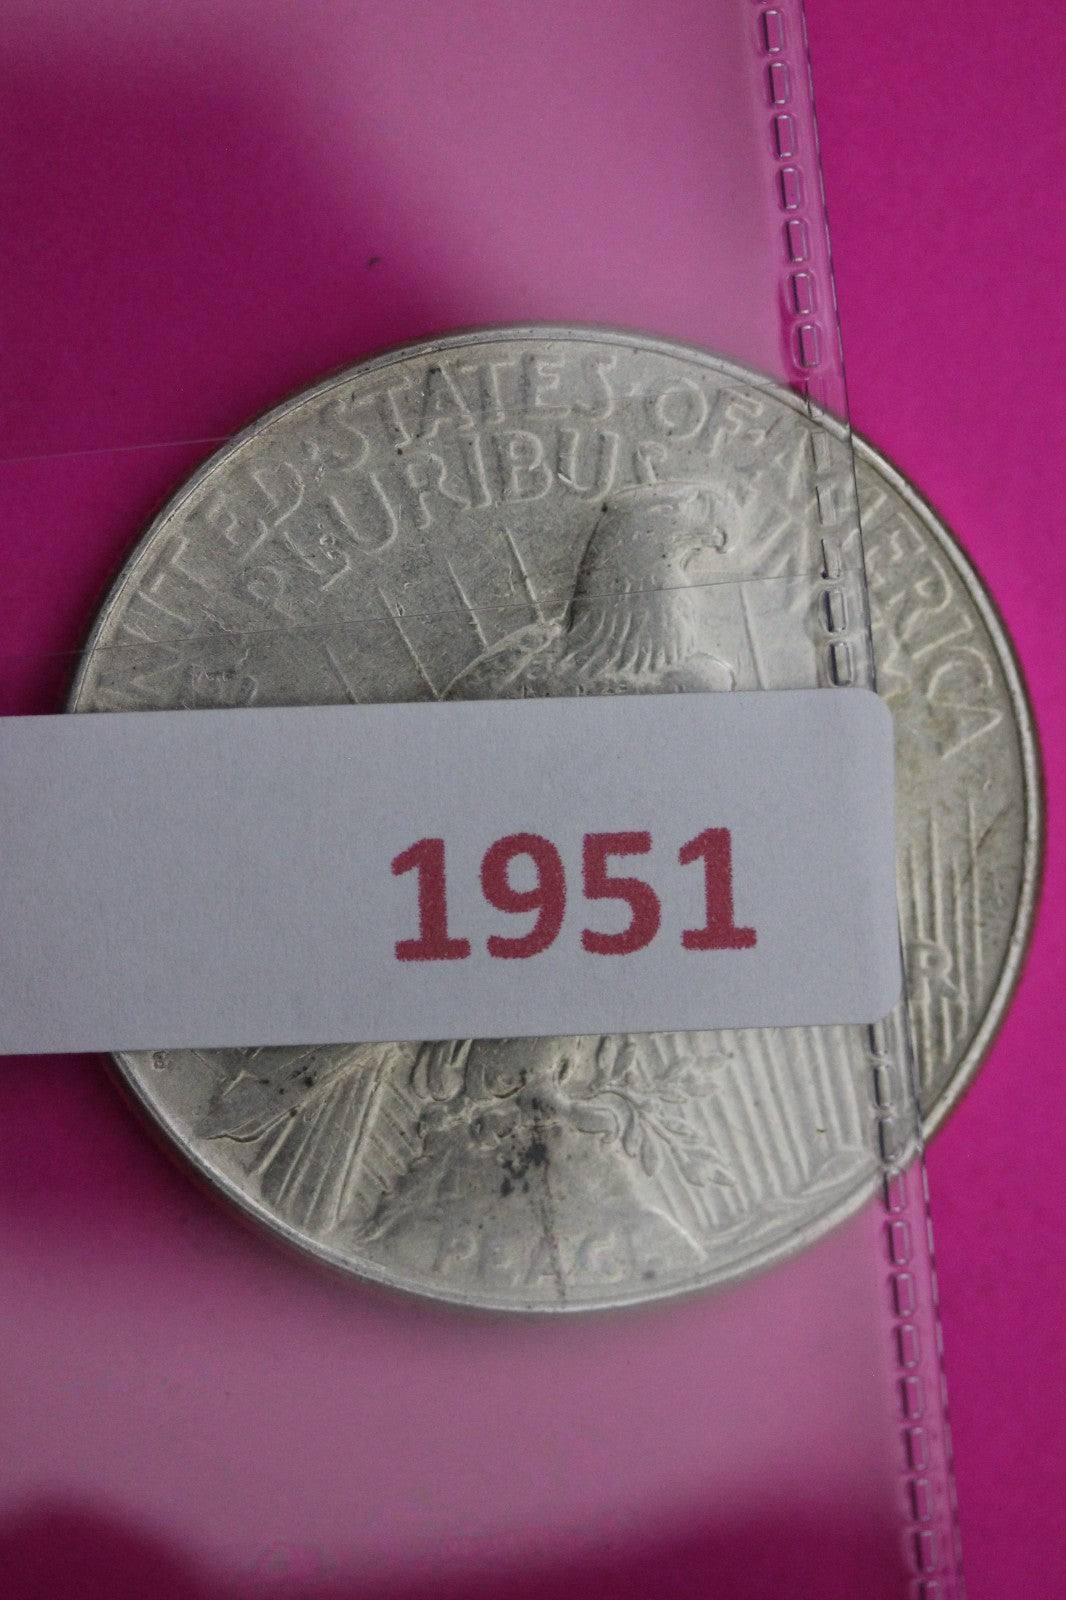 UNITED·STATES·OF·AMERICA
PLURIBUS
1951
R
PEACE